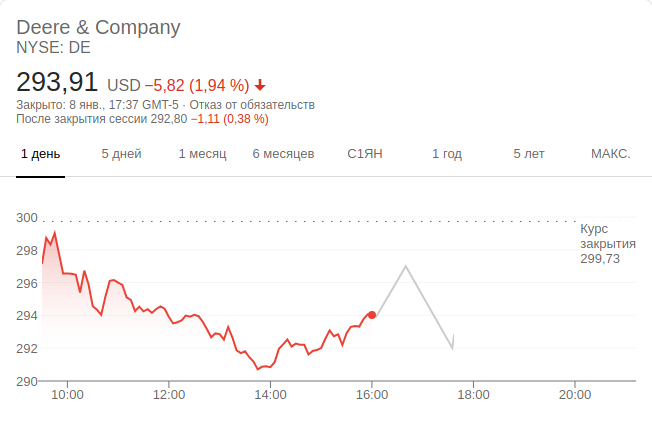 Deere & Company
NYSE: DE
293,91 USD −5,82 (1,94 %)
Закрыто: 8 янв., 17:37 GMT-5 · Отказ от обязательств
После закрытия сессии 292,80 −1,11 (0,38 %)
1 день 5 дней 1 месяц 6 месяцев С1ЯН 1 год 5 лет МАКС.
300
298
296
294
292
290
Курс
закрытия
299,73
10:00 12:00 14:00 16:00 18:00 20:00